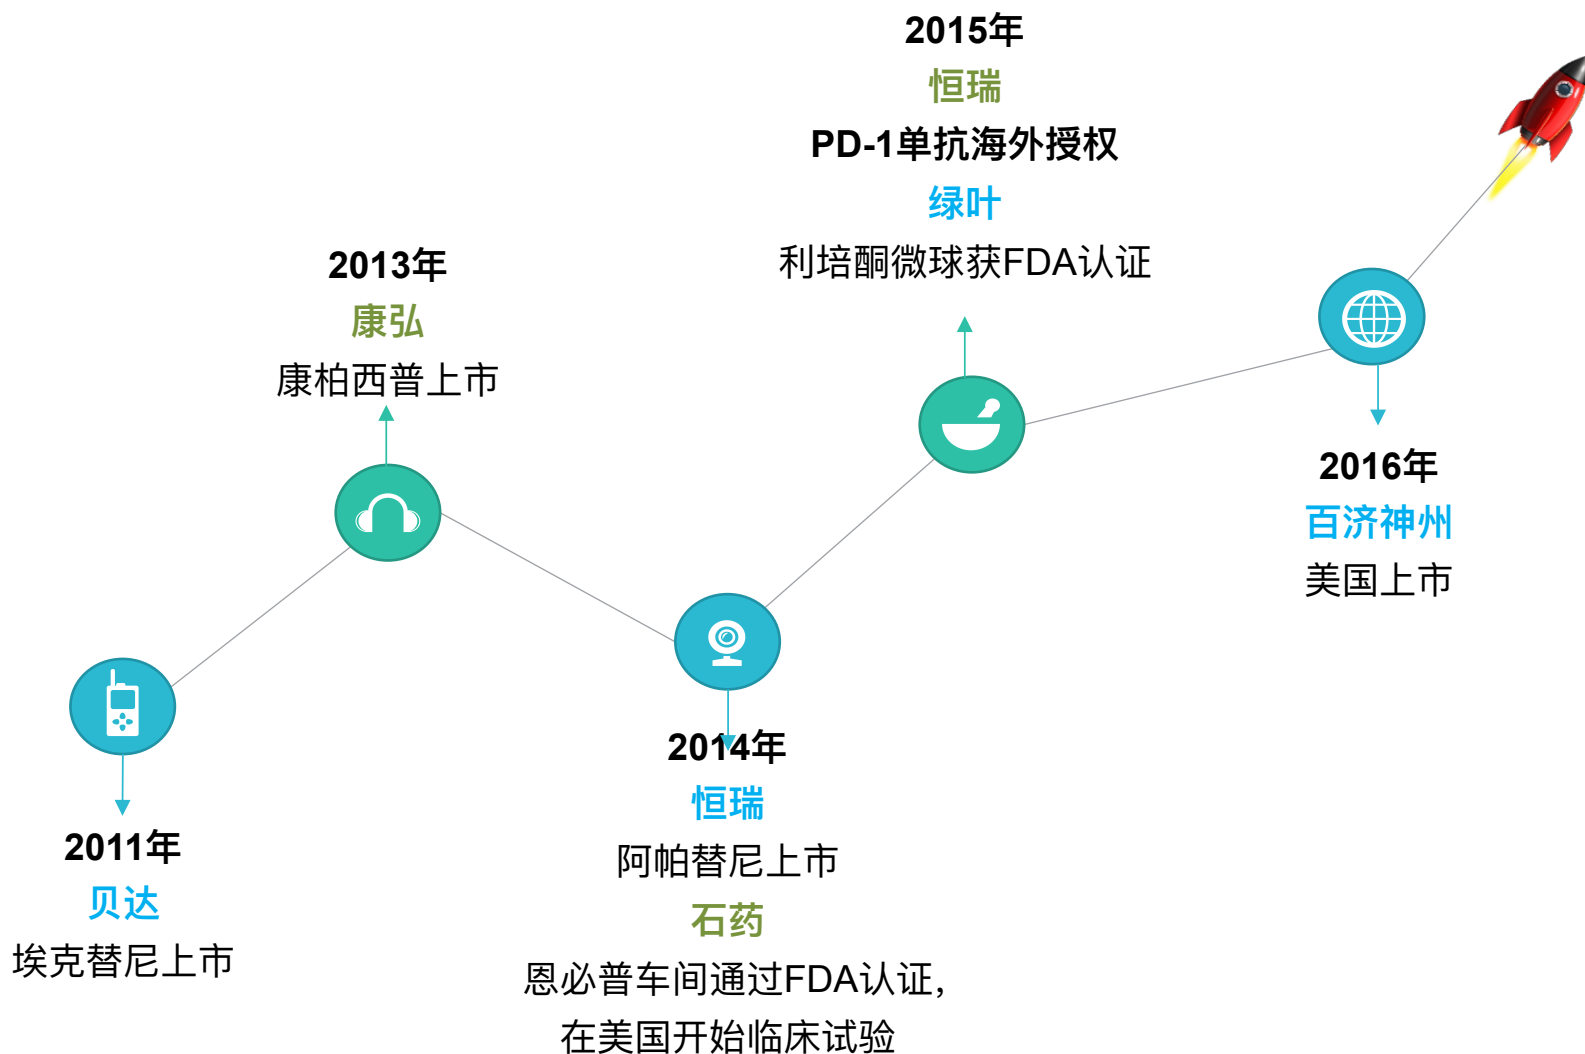 2011年
贝达
埃克替尼上市
2013年
康弘
康柏西普上市
2014年
恒瑞
阿帕替尼上市
石药
恩必普车间通过FDA认证，
在美国开始临床试验
2015年
恒瑞
PD-1单抗海外授权
绿叶
利培酮微球获FDA认证
2016年
百济神州
美国上市